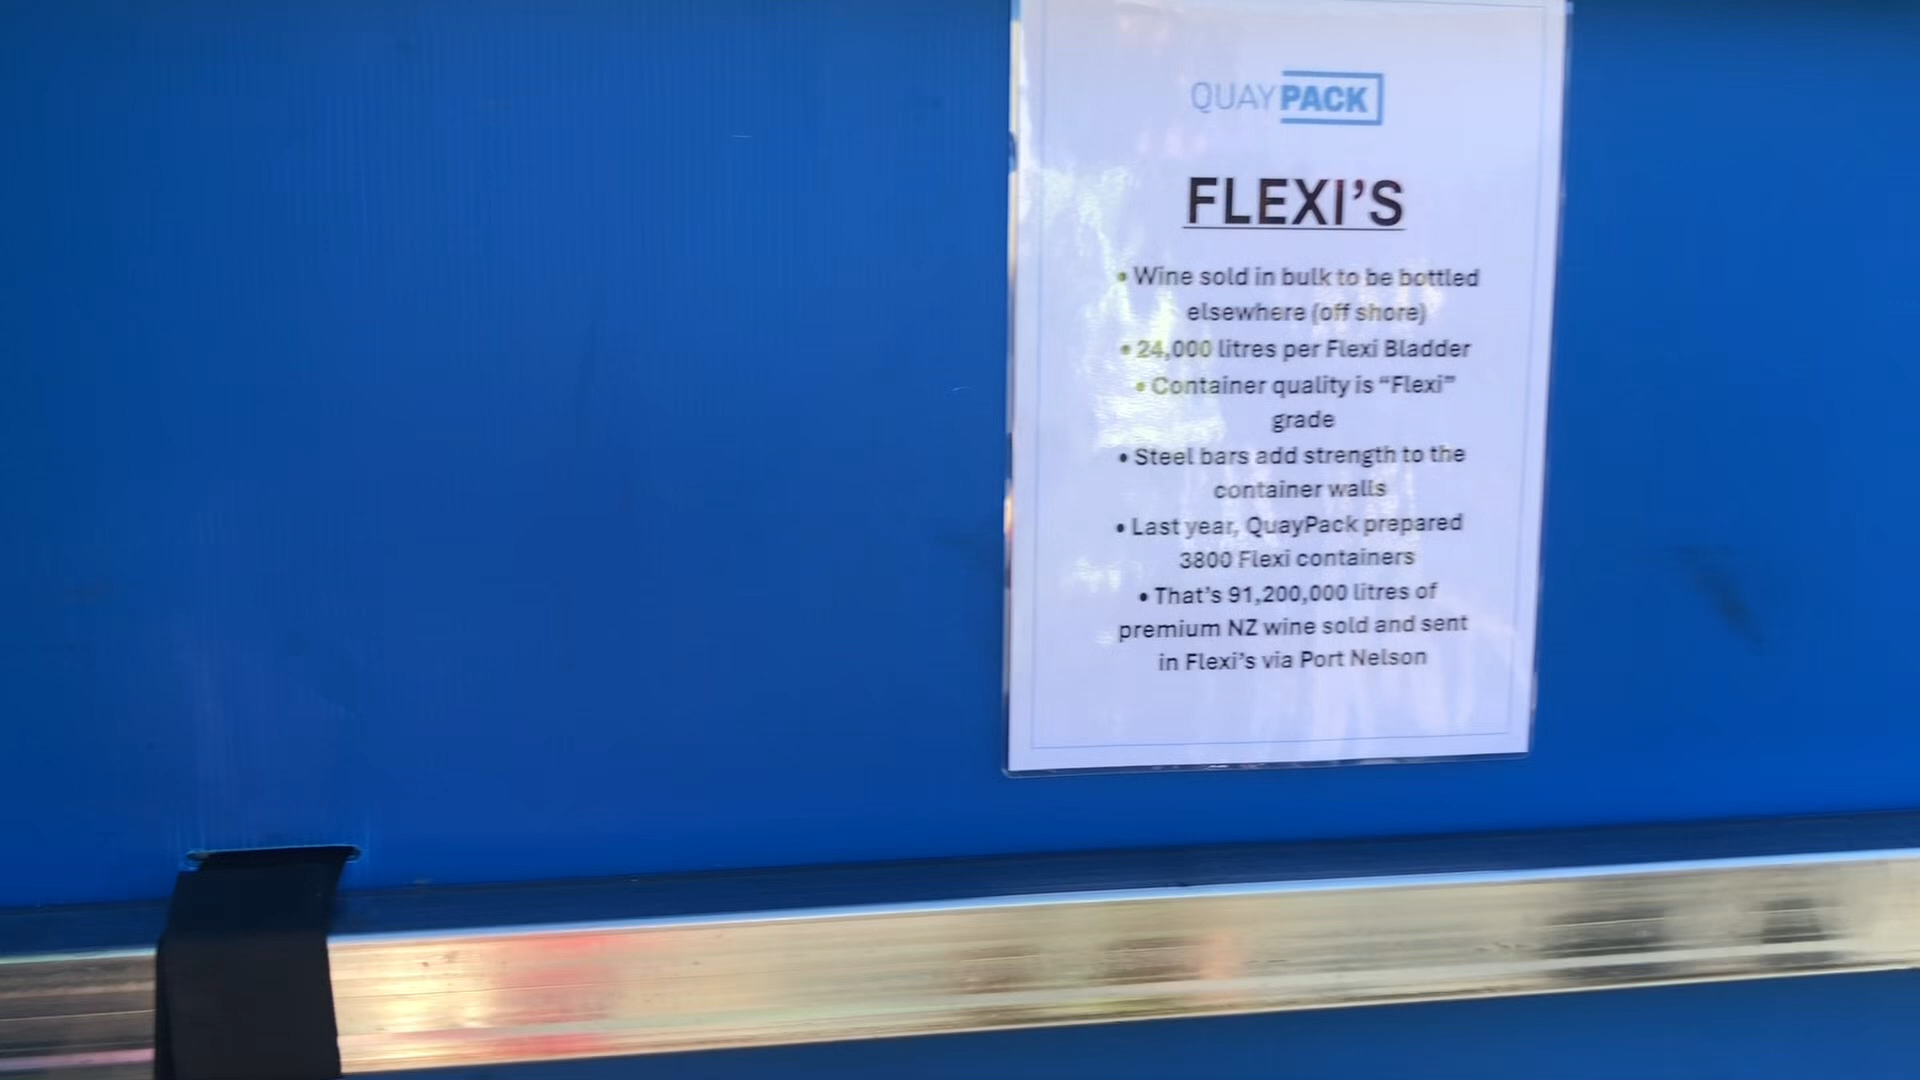 QUAYPACK
FLEXI'S
• Wine sold in bulk to be bottled
elsewhere (off shore)
• 24,000 litres per Flexi Bladder
• Container quality is “Flexi”
grade
• Steel bars add strength to the
container walls
• Last year, QuayPack prepared
3800 Flexi containers
• That's 91,200,000 litres of
premium NZ wine sold and sent
in Flexi's via Port Nelson